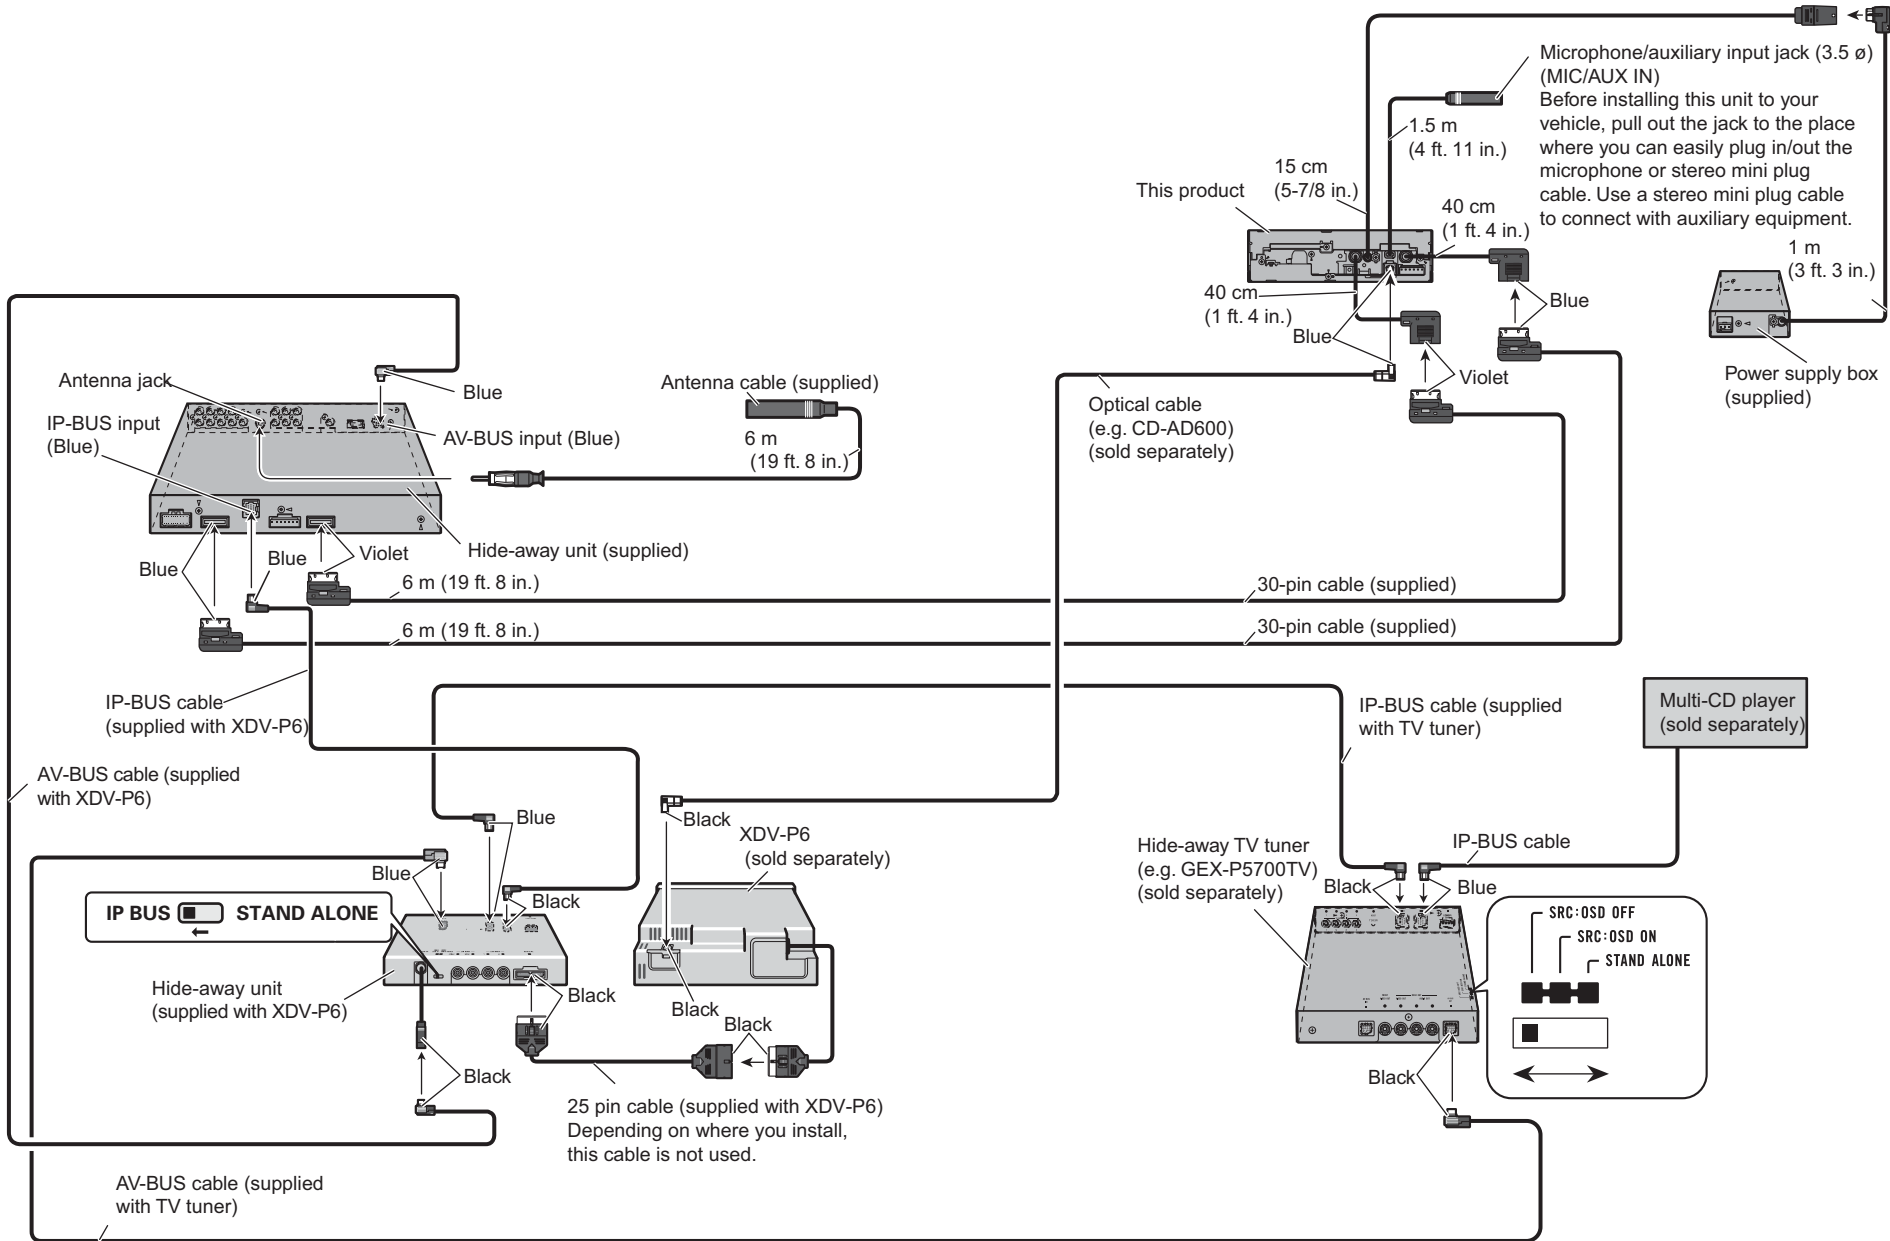 Microphone/auxiliary input jack (3.5 ø)
(MIC/AUX IN)
Before installing this unit to your
vehicle, pull out the jack to the place
where you can easily plug in/out the
microphone or stereo mini plug
cable. Use a stereo mini plug cable
to connect with auxiliary equipment.
1.5 m
(4 ft. 11 in.)
15 cm
(5-7/8 in.)
This product
40 cm
(1 ft. 4 in.)
1 m
(3 ft. 3 in.)
40 cm
(1 ft. 4 in.)
Blue
Blue
Violet
Power supply box
(supplied)
Optical cable
(e.g. CD-AD600)
(sold separately)
Antenna jack
Blue
Antenna cable (supplied)
IP-BUS input
(Blue)
AV-BUS input (Blue)
6 m
(19 ft. 8 in.)
Hide-away unit (supplied)
Blue
Blue
Violet
6 m (19 ft. 8 in.)
30-pin cable (supplied)
6 m (19 ft. 8 in.)
30-pin cable (supplied)
IP-BUS cable
(supplied with XDV-P6)
IP-BUS cable (supplied
with TV tuner)
Multi-CD player
(sold separately)
AV-BUS cable (supplied
with XDV-P6)
Blue
Black
XDV-P6
(sold separately)
Hide-away TV tuner
(e.g. GEX-P5700TV)
(sold separately)
IP-BUS cable
Blue
Black
Black
Blue
IP BUS STAND ALONE
SRC:OSD OFF
SRC:OSD ON
STAND ALONE
Hide-away unit
(supplied with XDV-P6)
Black
Black
Black
Black
Black
25 pin cable (supplied with XDV-P6)
Depending on where you install,
this cable is not used.
AV-BUS cable (supplied
with TV tuner)